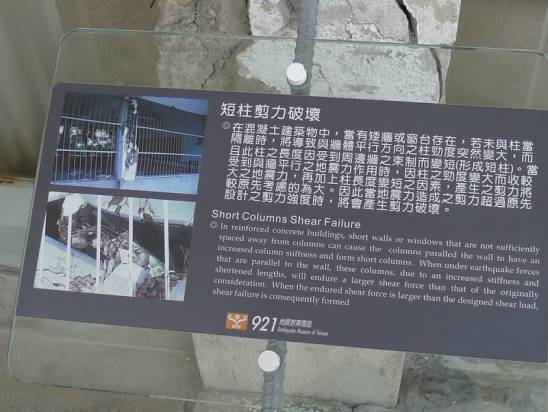 短柱剪力破壞
◎在混凝土建築物中，當有矮牆或窗台存在，若未與柱當
隔離時，將導致與牆體平行方向之柱勁度突然變大，而
且此柱之長度因受到周邊牆之束制而變短(形成短柱)。當
受到與牆平行之地震力作用時，因柱之勁度變大而收較
大之地震力，再加上柱長度變短之因素，產生之剪力將
較原先考慮的為大。因此當地震力造成之剪力超過原先
設計之剪力強度時，將會產生剪力破壞。
Short Columns Shear Failure
◎ In reinforced concrete buildings, short walls or windows that are not sufficiently
spaced away from columns can cause the columns paralled the wall to have an
increased column stiffness and form short columns. When under earthquake forces
that are parallel to the wall, these columns, due to an increased stiffness and
shortened lengths, will endure a larger shear force than that of the originally
consideration. When the endured shear force is larger than the designed shear load,
shear failure is consequently formed
921 地震教育園區
Earthquake Museum of Taiwan